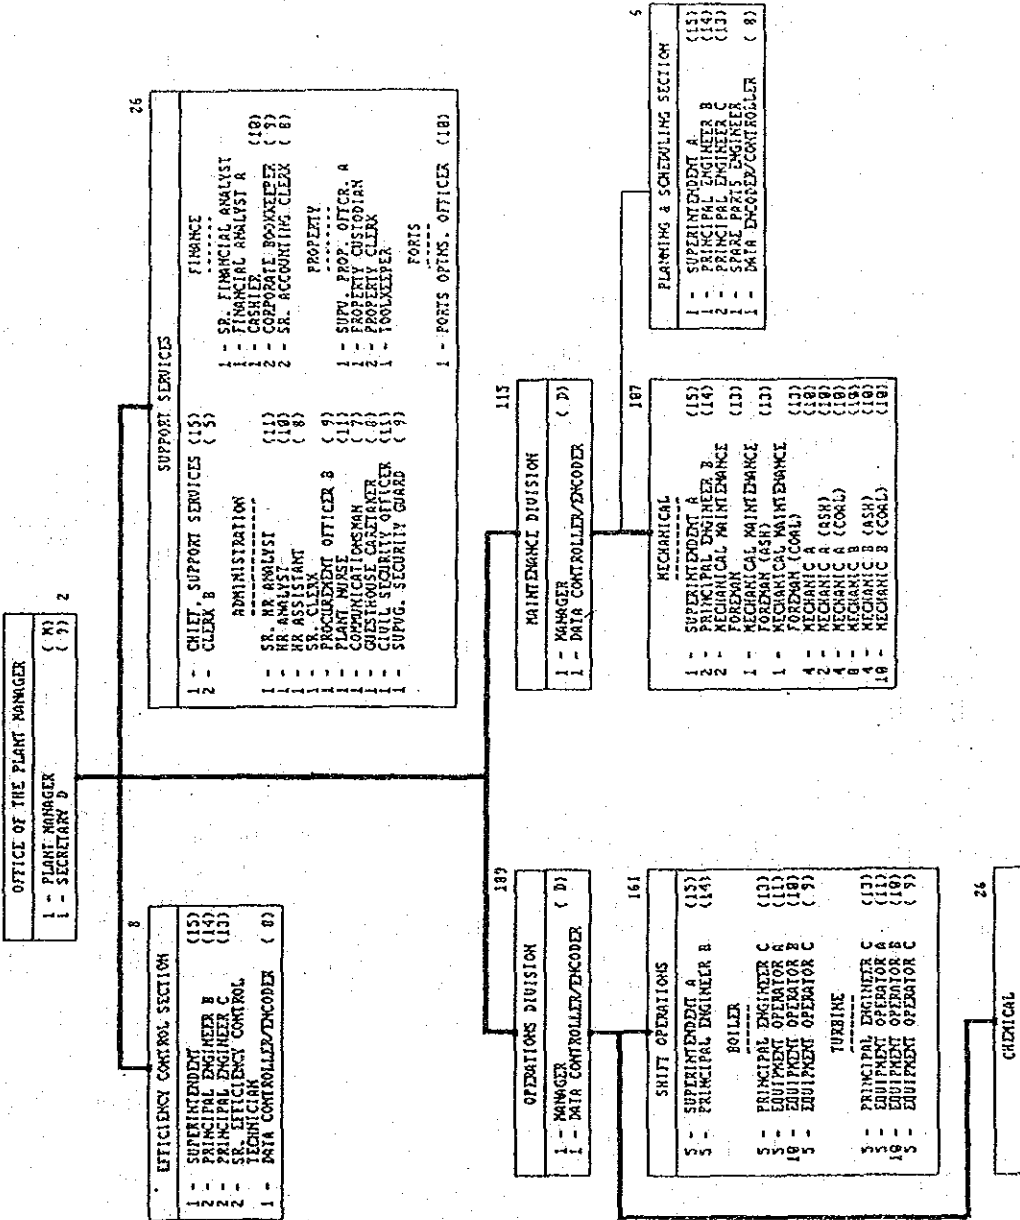 OFFICE OF THE PLANT MANAGER
1 - PLANT MANAGER ( M)
1 - SECRETARY D ( 9)
2
8
EFFICIENCY CONTROL SECTION
1 - SUPERINTENDENT (15)
2 - PRINCIPAL ENGINEER B (14)
2 - PRINCIPAL ENGINEER C (13)
2 - SR. EFFICIENCY CONTROL
TECHNICIAN
1 - DATA CONTROLLER/ENCODER ( 8)
26
SUPPORT SERVICES
1 - CHIEF, SUPPORT SERVICES (15)
2 - CLERK B ( 5)
ADMINISTRATION
--------------
1 - SR. HR ANALYST (11)
1 - HR ANALYST (10)
1 - HR ASSISTANT ( 8)
1 - SR. CLERK
1 - PROCUREMENT OFFICER B ( 9)
1 - PLANT NURSE (11)
1 - COMMUNICATIONSMAN ( 7)
1 - GUESTHOUSE CARETAKER ( 8)
1 - CIVIL SECURITY OFFICER (11)
1 - SUPVG. SECURITY GUARD ( 9)
FINANCE
-------
1 - SR. FINANCIAL ANALYST
1 - FINANCIAL ANALYST A
1 - CASHIER (10)
2 - CORPORATE BOOKKEEPER ( 9)
2 - SR. ACCOUNTING CLERK ( 8)
PROPERTY
--------
1 - SUPV. PROP. OFFCR. A
1 - PROPERTY CUSTODIAN
2 - PROPERTY CLERK
1 - TOOLKEEPER
PORTS
-----
1 - PORTS OPTNS. OFFICER (10)
189
OPERATIONS DIVISION
1 - MANAGER ( D)
1 - DATA CONTROLLER/ENCODER
161
SHIFT OPERATIONS
5 - SUPERINTENDENT A (15)
5 - PRINCIPAL ENGINEER B (14)
BOILER
------
5 - PRINCIPAL ENGINEER C (13)
5 - EQUIPMENT OPERATOR A (11)
10 - EQUIPMENT OPERATOR B (10)
5 - EQUIPMENT OPERATOR C ( 9)
TURBINE
-------
5 - PRINCIPAL ENGINEER C (13)
5 - EQUIPMENT OPERATOR A (11)
10 - EQUIPMENT OPERATOR B (10)
5 - EQUIPMENT OPERATOR C ( 9)
26
CHEMICAL
115
MAINTENANCE DIVISION
1 - MANAGER ( D)
1 - DATA CONTROLLER/ENCODER
107
MECHANICAL
----------
1 - SUPERINTENDENT A (15)
2 - PRINCIPAL ENGINEER B (14)
2 - MECHANICAL MAINTENANCE
FOREMAN (13)
1 - MECHANICAL MAINTENANCE
FOREMAN (ASH) (13)
1 - MECHANICAL MAINTENANCE
FOREMAN (COAL) (13)
4 - MECHANIC A (10)
2 - MECHANIC A (ASH) (10)
4 - MECHANIC A (COAL) (10)
8 - MECHANIC B (10)
4 - MECHANIC B (ASH) (10)
10 - MECHANIC B (COAL) (10)
PLANNING & SCHEDULING SECTION
1 - SUPERINTENDENT A (15)
1 - PRINCIPAL ENGINEER B (14)
2 - PRINCIPAL ENGINEER C (13)
1 - SPARE PARTS ENGINEER
1 - DATA ENCODER/CONTROLLER ( 8)